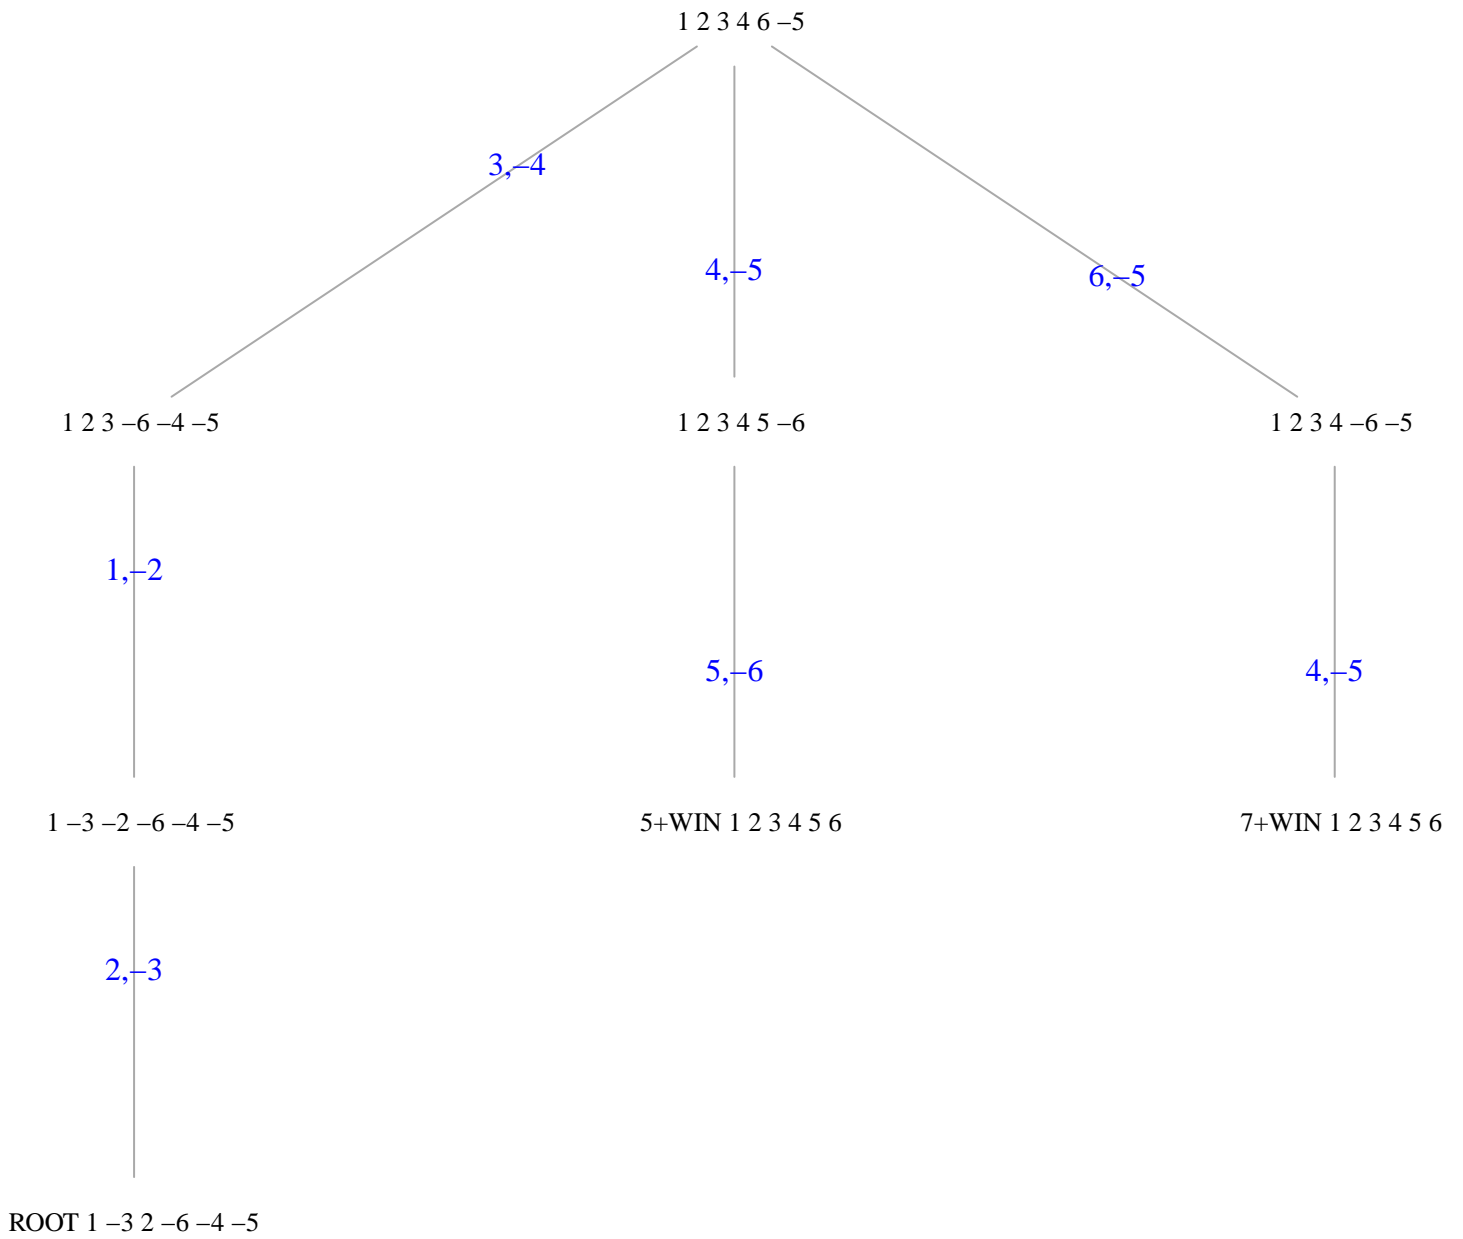 1 2 3 4 6 –5
3,–4
4,–5
6,–5
1 2 3 –6 –4 –5
1 2 3 4 5 –6
1 2 3 4 –6 –5
1,–2
5,–6
4,–5
1 –3 –2 –6 –4 –5
5+WIN 1 2 3 4 5 6
7+WIN 1 2 3 4 5 6
2,–3
ROOT 1 –3 2 –6 –4 –5